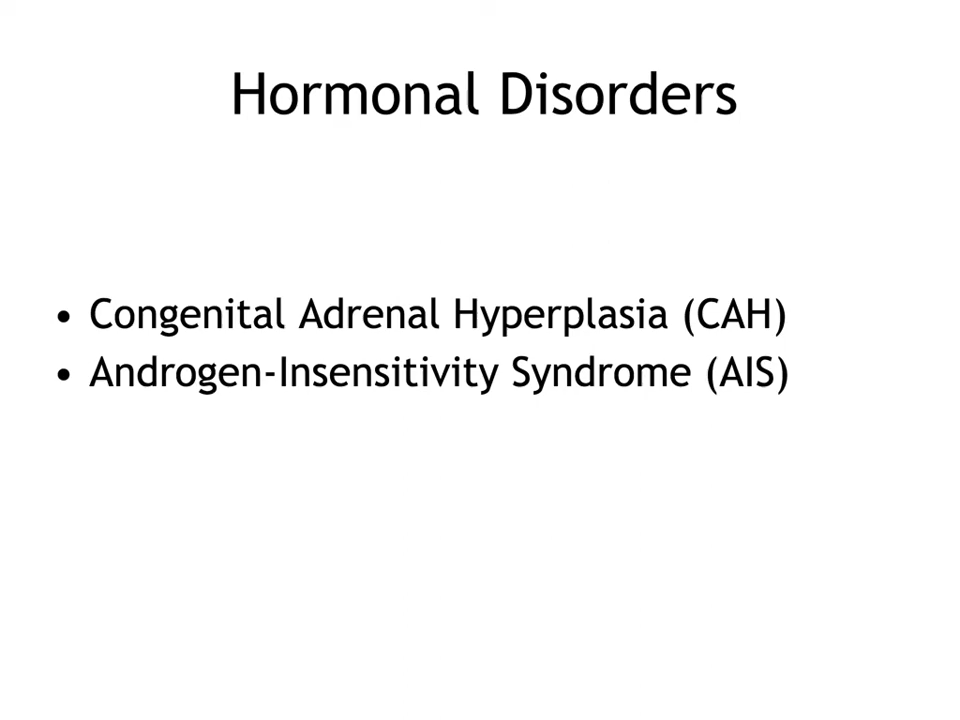 Hormonal Disorders
• Congenital Adrenal Hyperplasia (CAH)
• Androgen-Insensitivity Syndrome (AIS)